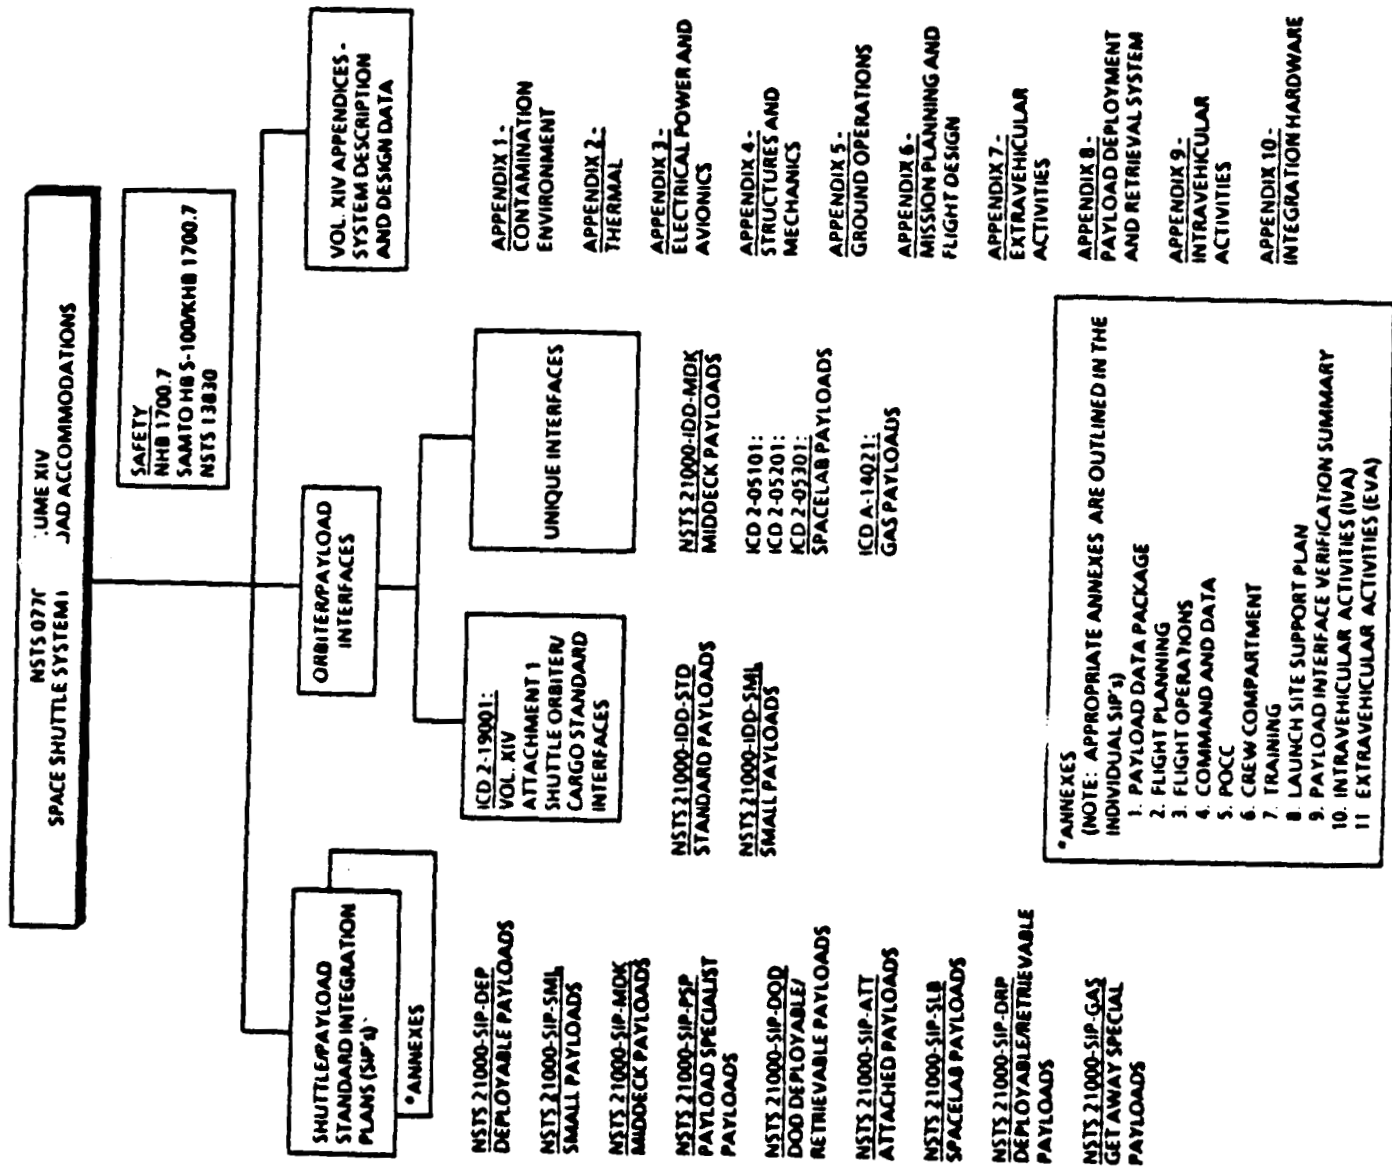 NSTS 077
SPACE SHUTTLE SYSTEM
UME XIV
OAD ACCOMMODATIONS
SAFETY
NHB 1700.7
SAMTO HB S-100/KHB 1700.7
NSTS 13830
SHUTTLE/PAYLOAD
STANDARD INTEGRATION
PLANS (SIP's)
*ANNEXES
NSTS 21000-SIP-DEP
DEPLOYABLE PAYLOADS
NSTS 21000-SIP-SML
SMALL PAYLOADS
NSTS 21000-SIP-MDK
MIDDECK PAYLOADS
NSTS 21000-SIP-PSP
PAYLOAD SPECIALIST
PAYLOADS
NSTS 21000-SIP-DOD
DOD DEPLOYABLE/
RETRIEVABLE PAYLOADS
NSTS 21000-SIP-ATT
ATTACHED PAYLOADS
NSTS 21000-SIP-SLB
SPACELAB PAYLOADS
NSTS 21000-SIP-DRP
DEPLOYABLE/RETRIEVABLE
PAYLOADS
NSTS 21000-SIP-GAS
GET AWAY SPECIAL
PAYLOADS
ORBITER/PAYLOAD
INTERFACES
ICD 2-19001:
VOL. XIV
ATTACHMENT 1
SHUTTLE ORBITER/
CARGO STANDARD
INTERFACES
NSTS 21000-IDD-STD
STANDARD PAYLOADS
NSTS 21000-IDD-SML
SMALL PAYLOADS
UNIQUE INTERFACES
NSTS 21000-IDD-MDK
MIDDECK PAYLOADS
ICD 2-05101:
ICD 2-05201:
ICD 2-05301:
SPACELAB PAYLOADS
ICD A-14021:
GAS PAYLOADS
VOL. XIV APPENDICES -
SYSTEM DESCRIPTION
AND DESIGN DATA
APPENDIX 1 -
CONTAMINATION
ENVIRONMENT
APPENDIX 2 -
THERMAL
APPENDIX 3 -
ELECTRICAL POWER AND
AVIONICS
APPENDIX 4 -
STRUCTURES AND
MECHANICS
APPENDIX 5 -
GROUND OPERATIONS
APPENDIX 6 -
MISSION PLANNING AND
FLIGHT DESIGN
APPENDIX 7 -
EXTRAVEHICULAR
ACTIVITIES
APPENDIX 8 -
PAYLOAD DEPLOYMENT
AND RETRIEVAL SYSTEM
APPENDIX 9 -
INTRAVEHICULAR
ACTIVITIES
APPENDIX 10 -
INTEGRATION HARDWARE
*ANNEXES
(NOTE: APPROPRIATE ANNEXES ARE OUTLINED IN THE
INDIVIDUAL SIP's)
1. PAYLOAD DATA PACKAGE
2. FLIGHT PLANNING
3. FLIGHT OPERATIONS
4. COMMAND AND DATA
5. POCC
6. CREW COMPARTMENT
7. TRAINING
8. LAUNCH SITE SUPPORT PLAN
9. PAYLOAD INTERFACE VERIFICATION SUMMARY
10. INTRAVEHICULAR ACTIVITIES (IVA)
11 EXTRAVEHICULAR ACTIVITIES (EVA)